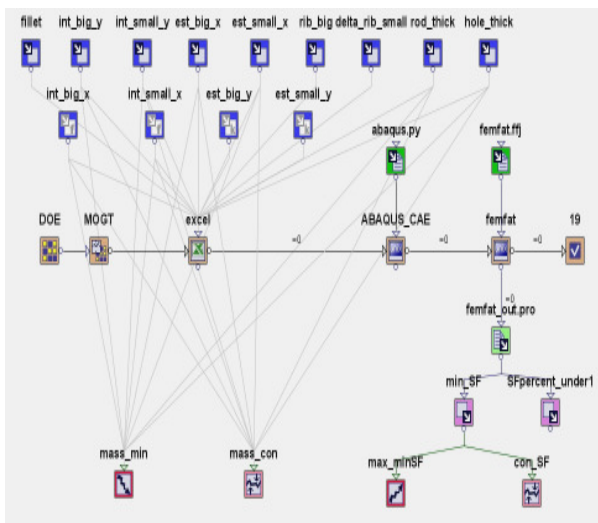 fillet int_big_y int_small_y est_big_x est_small_x rib_big delta_rib_small rod_thick hole_thick
int_big_x int_small_x est_big_y est_small_y
abaqus.py femfat.ffj
DOE MOGT excel ABAQUS_CAE femfat 19
=0 =0 =0
=0
femfat_out.pro
min_SF SFpercent_under1
mass_min mass_con max_minSF con_SF